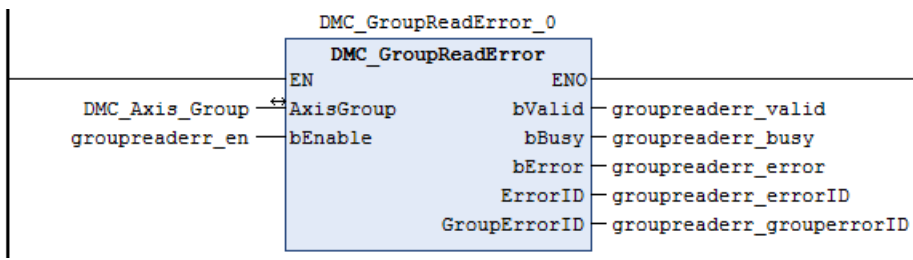 DMC_GroupReadError_0
DMC_GroupReadError
EN ENO
DMC_Axis_Group AxisGroup bValid groupreaderr_valid
groupreaderr_en bEnable bBusy groupreaderr_busy
bError groupreaderr_error
ErrorID groupreaderr_errorID
GroupErrorID groupreaderr_grouperrorID